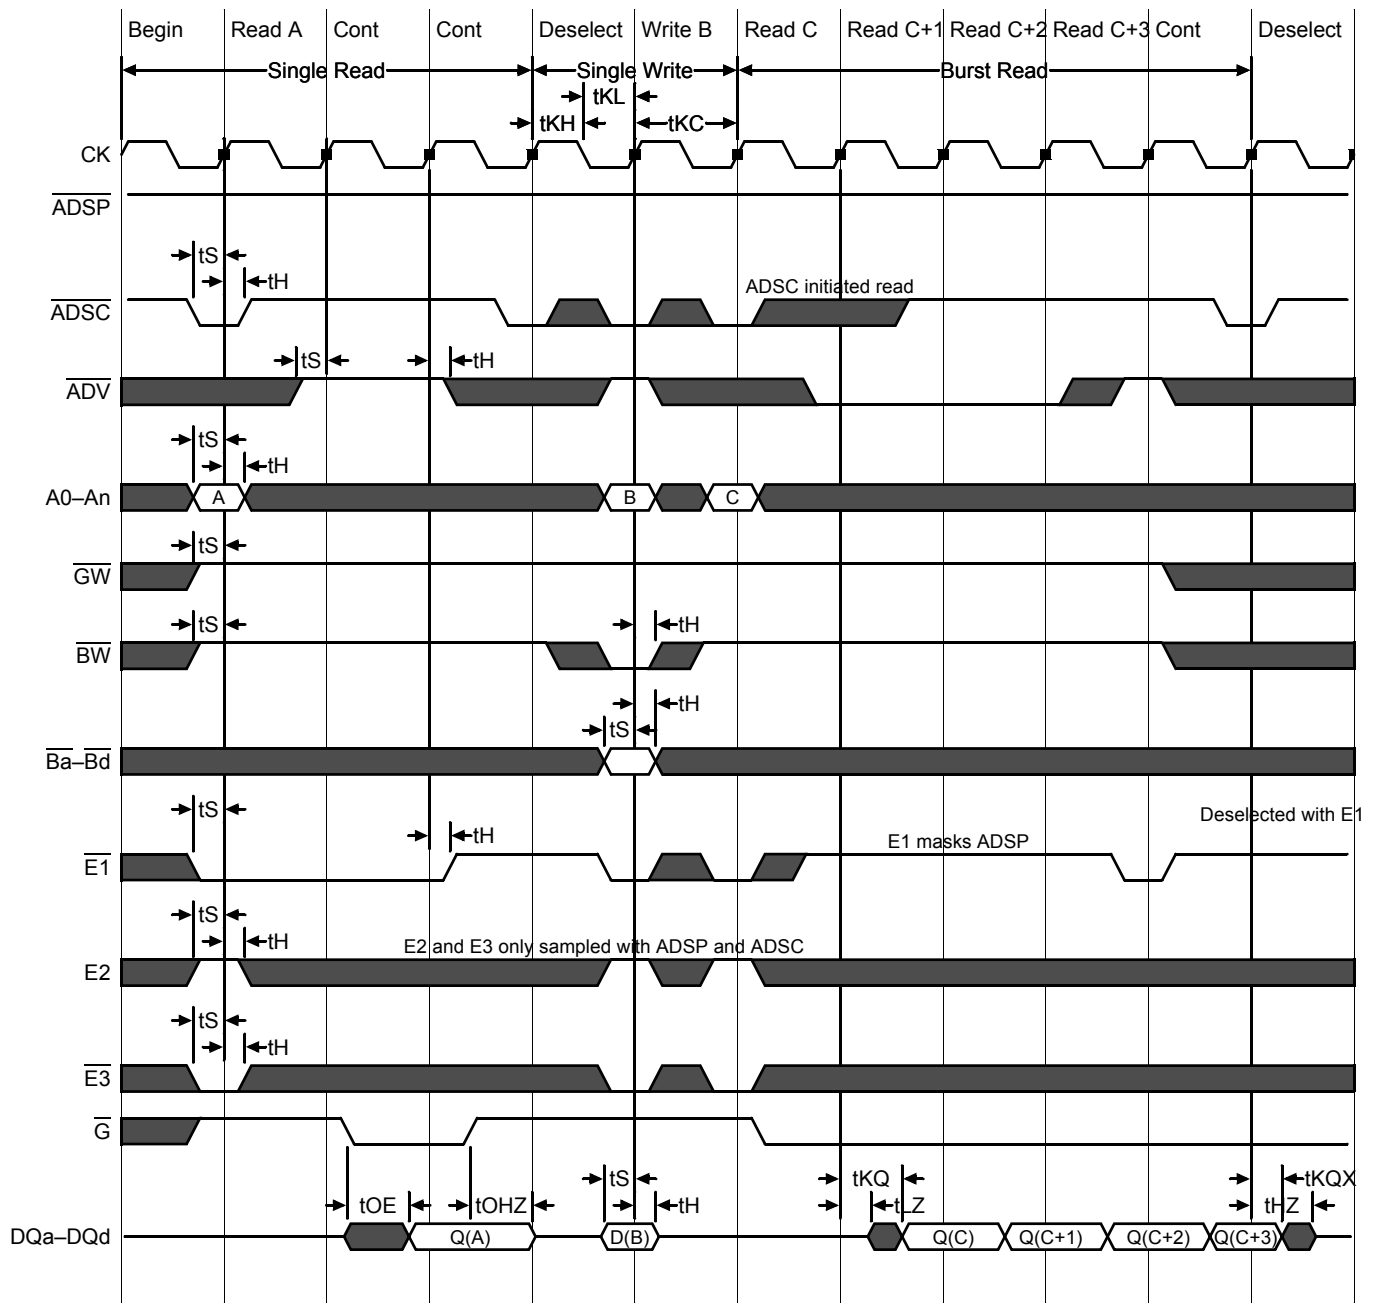 Begin Read A Cont Cont Deselect Write B Read C Read C+1 Read C+2 Read C+3 Cont Deselect
Single Read Single Write Burst Read
tKL
tKH tKC
CK
ADSP
tS
tH
ADSC initiated read
ADSC
tS tH
ADV
tS
tH
A0–An A B C
tS
GW
tS tH
BW
tH
tS
Ba–Bd
tS
Deselected with E1
tH
E1 masks ADSP
E1
tS
tH
E2 and E3 only sampled with ADSP and ADSC
E2
tS
tH
E3
G
tS tKQ tKQX
tOE tOHZ tH tLZ tHZ
DQa–DQd Q(A) D(B) Q(C) Q(C+1) Q(C+2) Q(C+3)